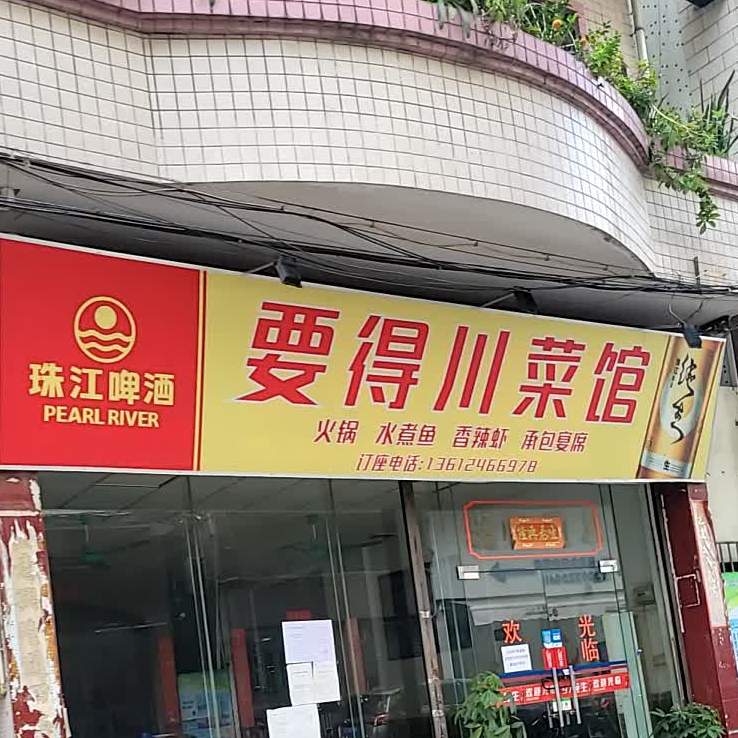 珠江啤酒
PEARL RIVER
要得川菜馆
火锅 水煮鱼 香辣虾 承包宴席
订座电话:13612466978
欢
光临